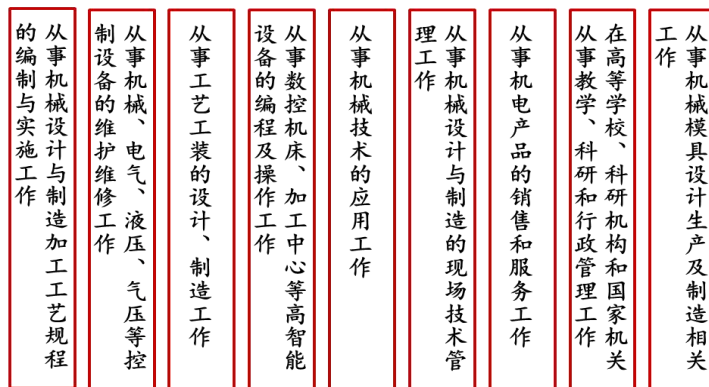 从事机械模具设计生产及制造相关
工作
在高等学校、科研机构和国家机关
从事教学、科研和行政管理工作
从事机电产品的销售和服务工作
从事机械设计与制造的现场技术管
理工作
从事机械技术的应用工作
从事数控机床、加工中心等高智能
设备的编程及操作工作
从事工艺工装的设计、制造工作
从事机械、电气、液压、气压等控
制设备的维护维修工作
从事机械设计与制造加工工艺规程
的编制与实施工作